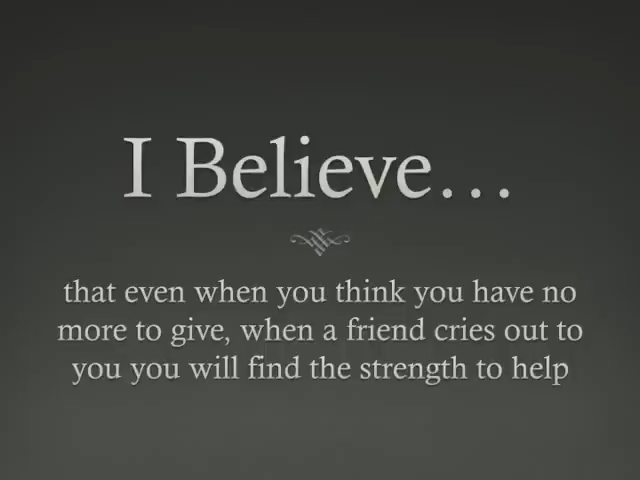 I Believe…
that even when you think you have no
more to give, when a friend cries out to
you you will find the strength to help